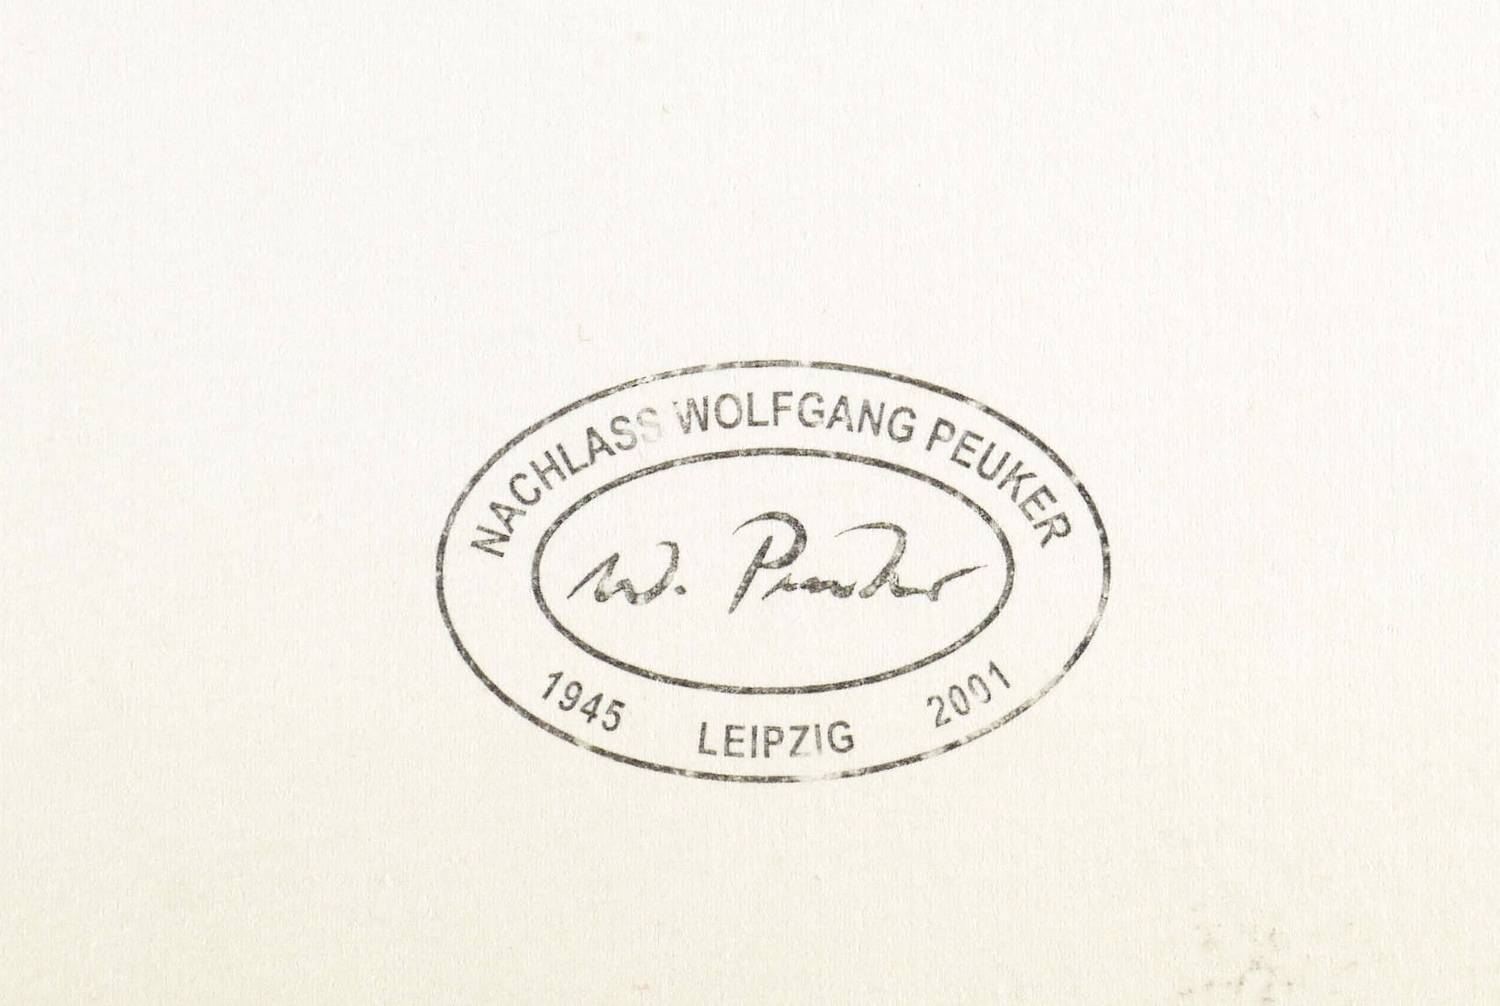 NACHLASS WOLFGANG PEUKER
W. Peuker
1945 LEIPZIG 2001